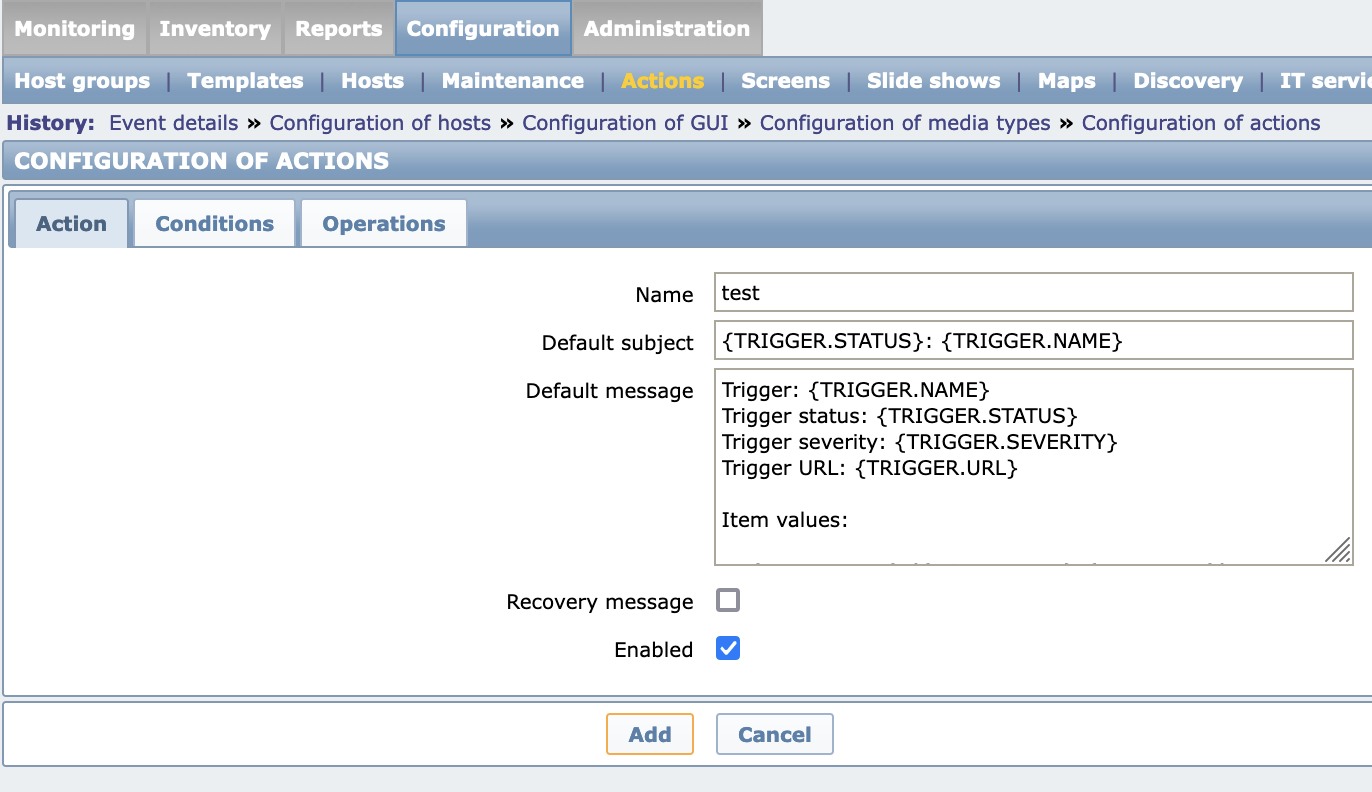 Monitoring Inventory Reports Configuration Administration
Host groups | Templates | Hosts | Maintenance | Actions | Screens | Slide shows | Maps | Discovery | IT
History: Event details » Configuration of hosts » Configuration of GUI » Configuration of media types » Configuration of actions
CONFIGURATION OF ACTIONS
Action Conditions Operations
Name test
Default subject {TRIGGER.STATUS}: {TRIGGER.NAME}
Default message Trigger: {TRIGGER.NAME}
Trigger status: {TRIGGER.STATUS}
Trigger severity: {TRIGGER.SEVERITY}
Trigger URL: {TRIGGER.URL}
Item values:
Recovery message
Enabled
Add Cancel